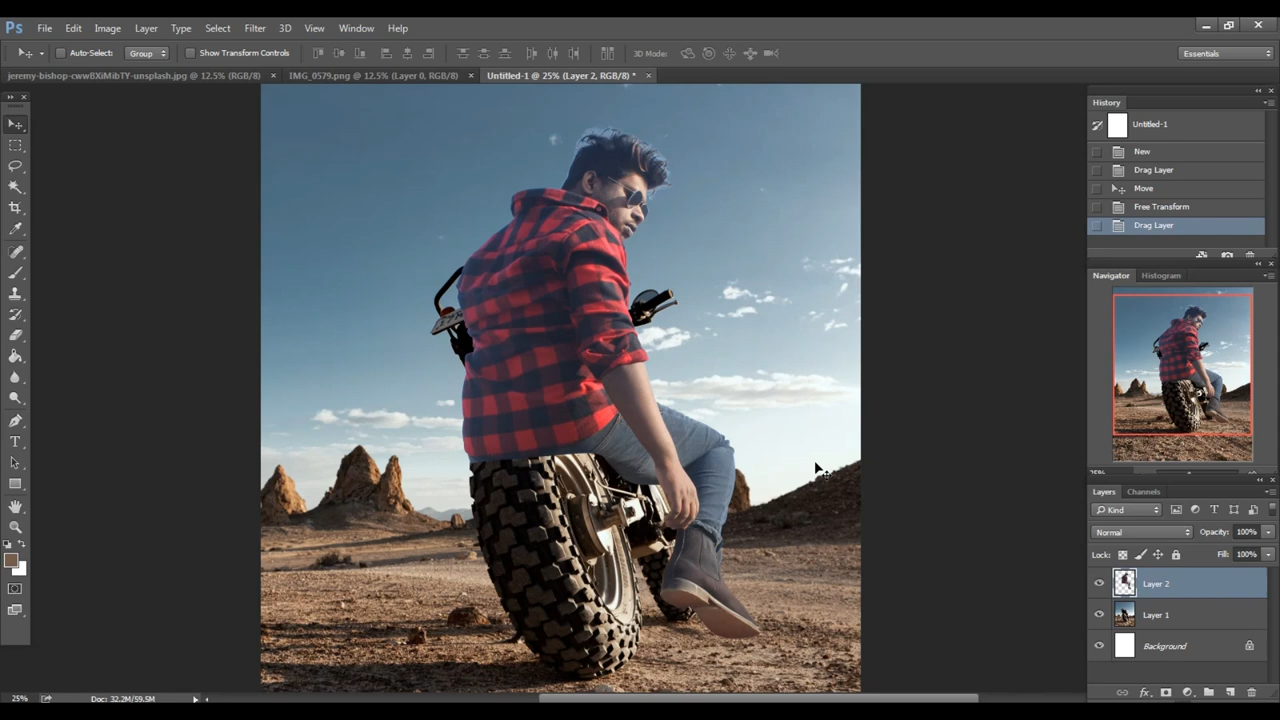 Ps File Edit Image Layer Type Select Filter 3D View Window Help
Auto-Select: Group Show Transform Controls 3D Mode: Essentials
jeremy-bishop-cwwBXiMibTY-unsplash.jpg @ 12.5% (RGB/8) × IMG_0579.png @ 12.5% (Layer 0, RGB/8) × Untitled-1 @ 25% (Layer 2, RGB/8) * ×
History
Untitled-1
New
Drag Layer
Move
Free Transform
Drag Layer
Navigator Histogram
25%
Layers Channels
Kind
Normal Opacity: 100%
Lock: Fill: 100%
Layer 2
Layer 1
Background
25% Doc: 32.2M/59.5M